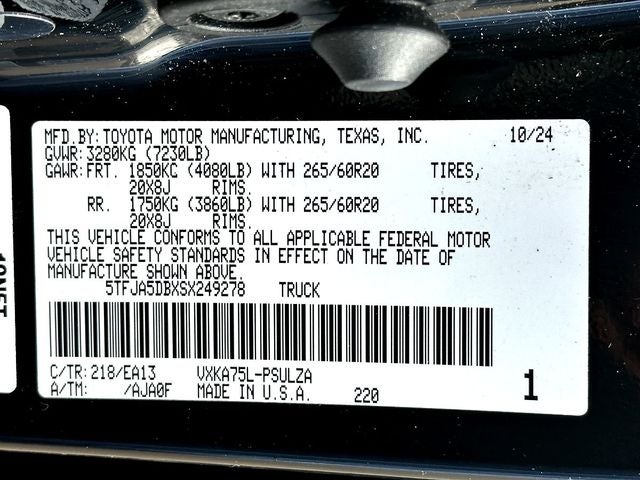 MFD.BY: TOYOTA MOTOR MANUFACTURING, TEXAS, INC. 10/24
GVWR: 3280KG (7230LB)
GAWR: FRT. 1850KG (4080LB) WITH 265/60R20 TIRES,
20X8J RIMS.
RR. 1750KG (3860LB) WITH 265/60R20 TIRES,
20X8J RIMS.
THIS VEHICLE CONFORMS TO ALL APPLICABLE FEDERAL MOTOR
VEHICLE SAFETY STANDARDS IN EFFECT ON THE DATE OF
MANUFACTURE SHOWN ABOVE.
5TFJA5DBXSX249278 TRUCK
C/TR: 218/EA13 VXKA75L-PSULZA
A/TM: /AJA0F MADE IN U.S.A. 220 1